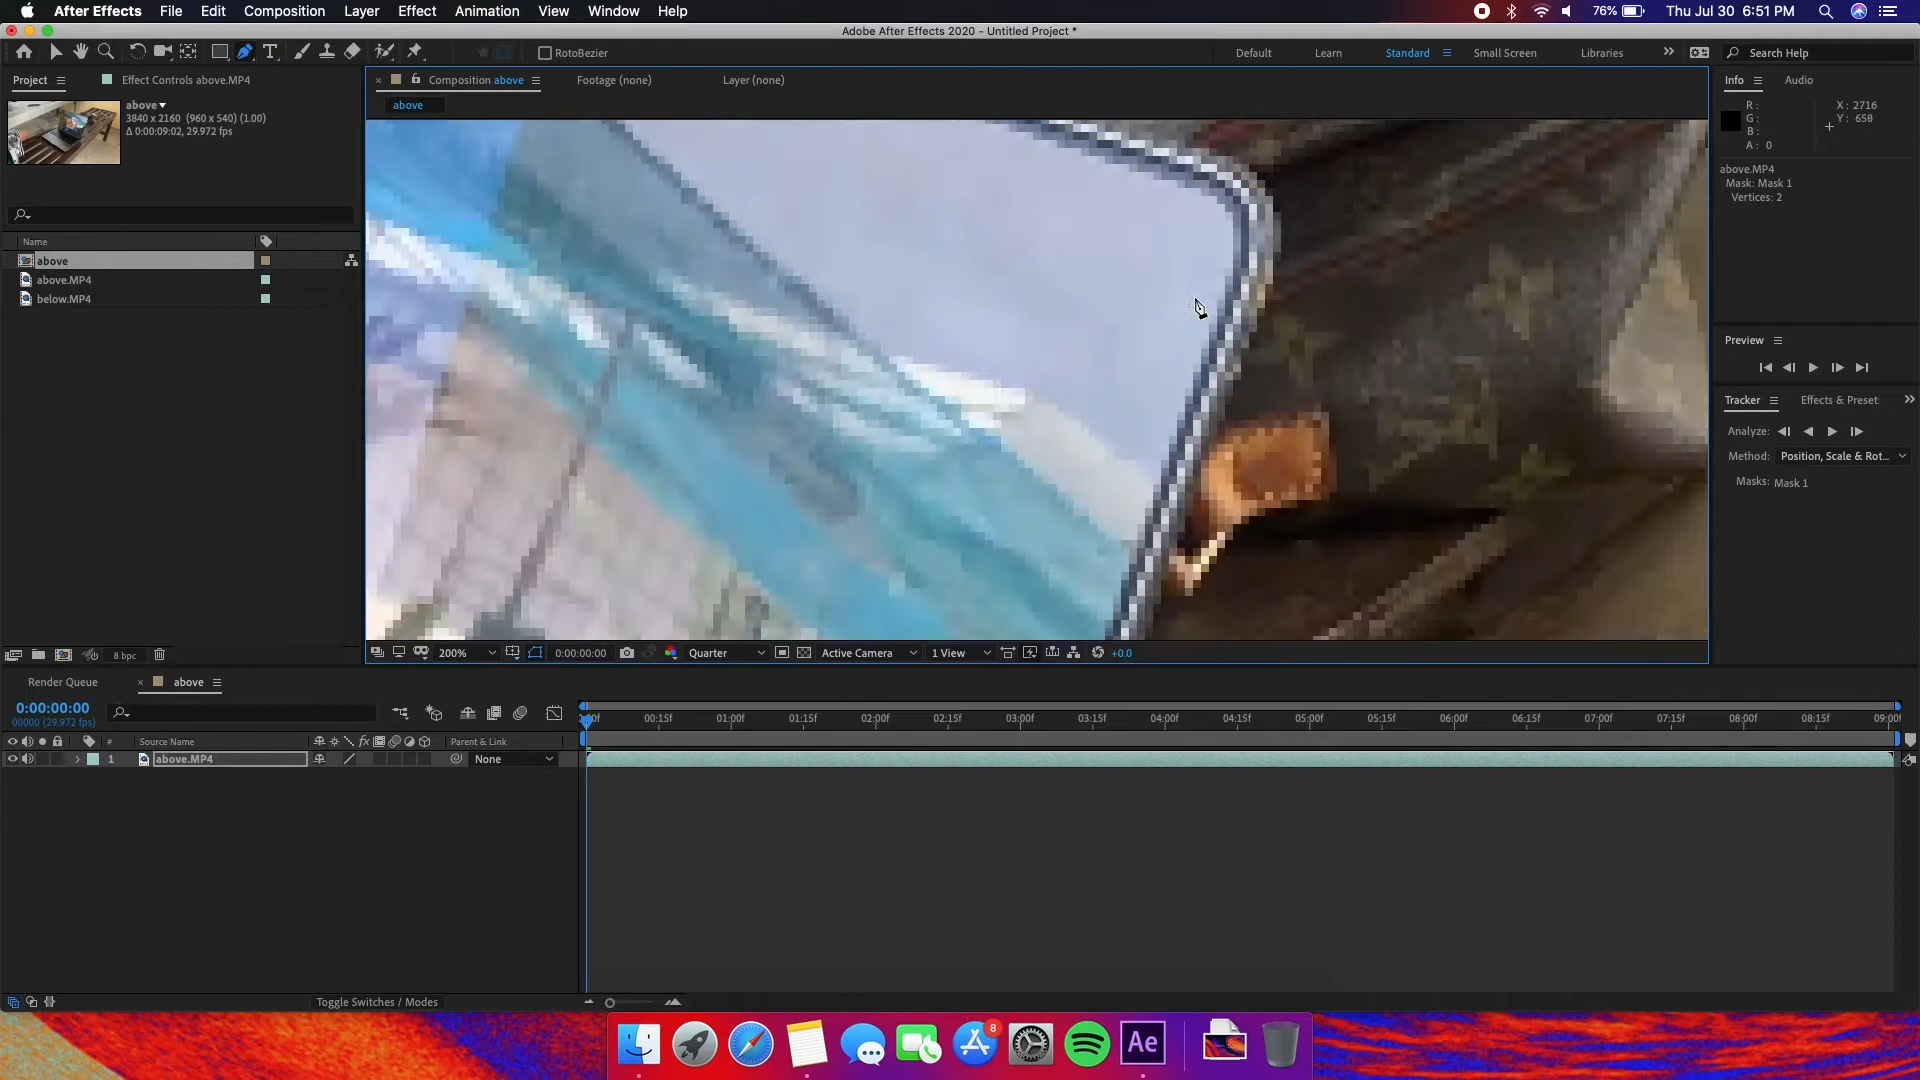 After Effects File Edit Composition Layer Effect Animation View Window Help 76% Thu Jul 30 6:51 PM
Adobe After Effects 2020 - Untitled Project *
RotoBezier Default Learn Standard Small Screen Libraries Search Help
Project Effect Controls above.MP4 Composition above Footage (none) Layer (none) Info Audio
above
3840 x 2160 (960 x 540) (1.00)
Δ 0:00:09:02, 29.972 fps
above
R: X: 2716
G: Y: 650
B:
A: 0
above.MP4
Mask: Mask 1
Vertices: 2
Name
above
above.MP4
below.MP4
Preview
Tracker Effects & Preset
Analyze:
Method: Position, Scale & Rot...
Masks: Mask 1
8 bpc 200% 0:00:00:00 Quarter Active Camera 1 View +0.0
Render Queue above
0:00:00:00
00000 (29.972 fps)
00:15f 01:00f 01:15f 02:00f 02:15f 03:00f 03:15f 04:00f 04:15f 05:00f 05:15f 06:00f 06:15f 07:00f 07:15f 08:00f 08:15f 09:00f
# Source Name fx Parent & Link
1 above.MP4 None
Toggle Switches / Modes
8
Ae